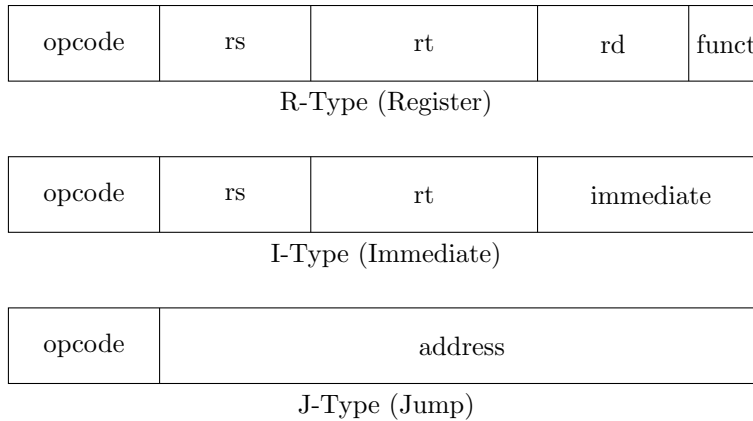 opcode rs rt rd funct
R-Type (Register)
opcode rs rt immediate
I-Type (Immediate)
opcode address
J-Type (Jump)